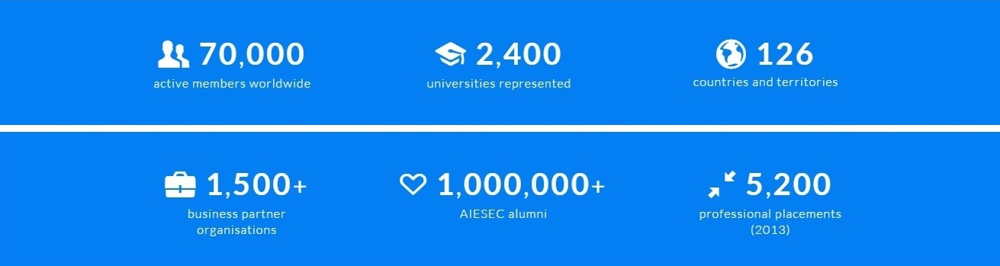 70,000
active members worldwide
2,400
universities represented
126
countries and territories
1,500+
business partner
organisations
1,000,000+
AIESEC alumni
5,200
professional placements
(2013)